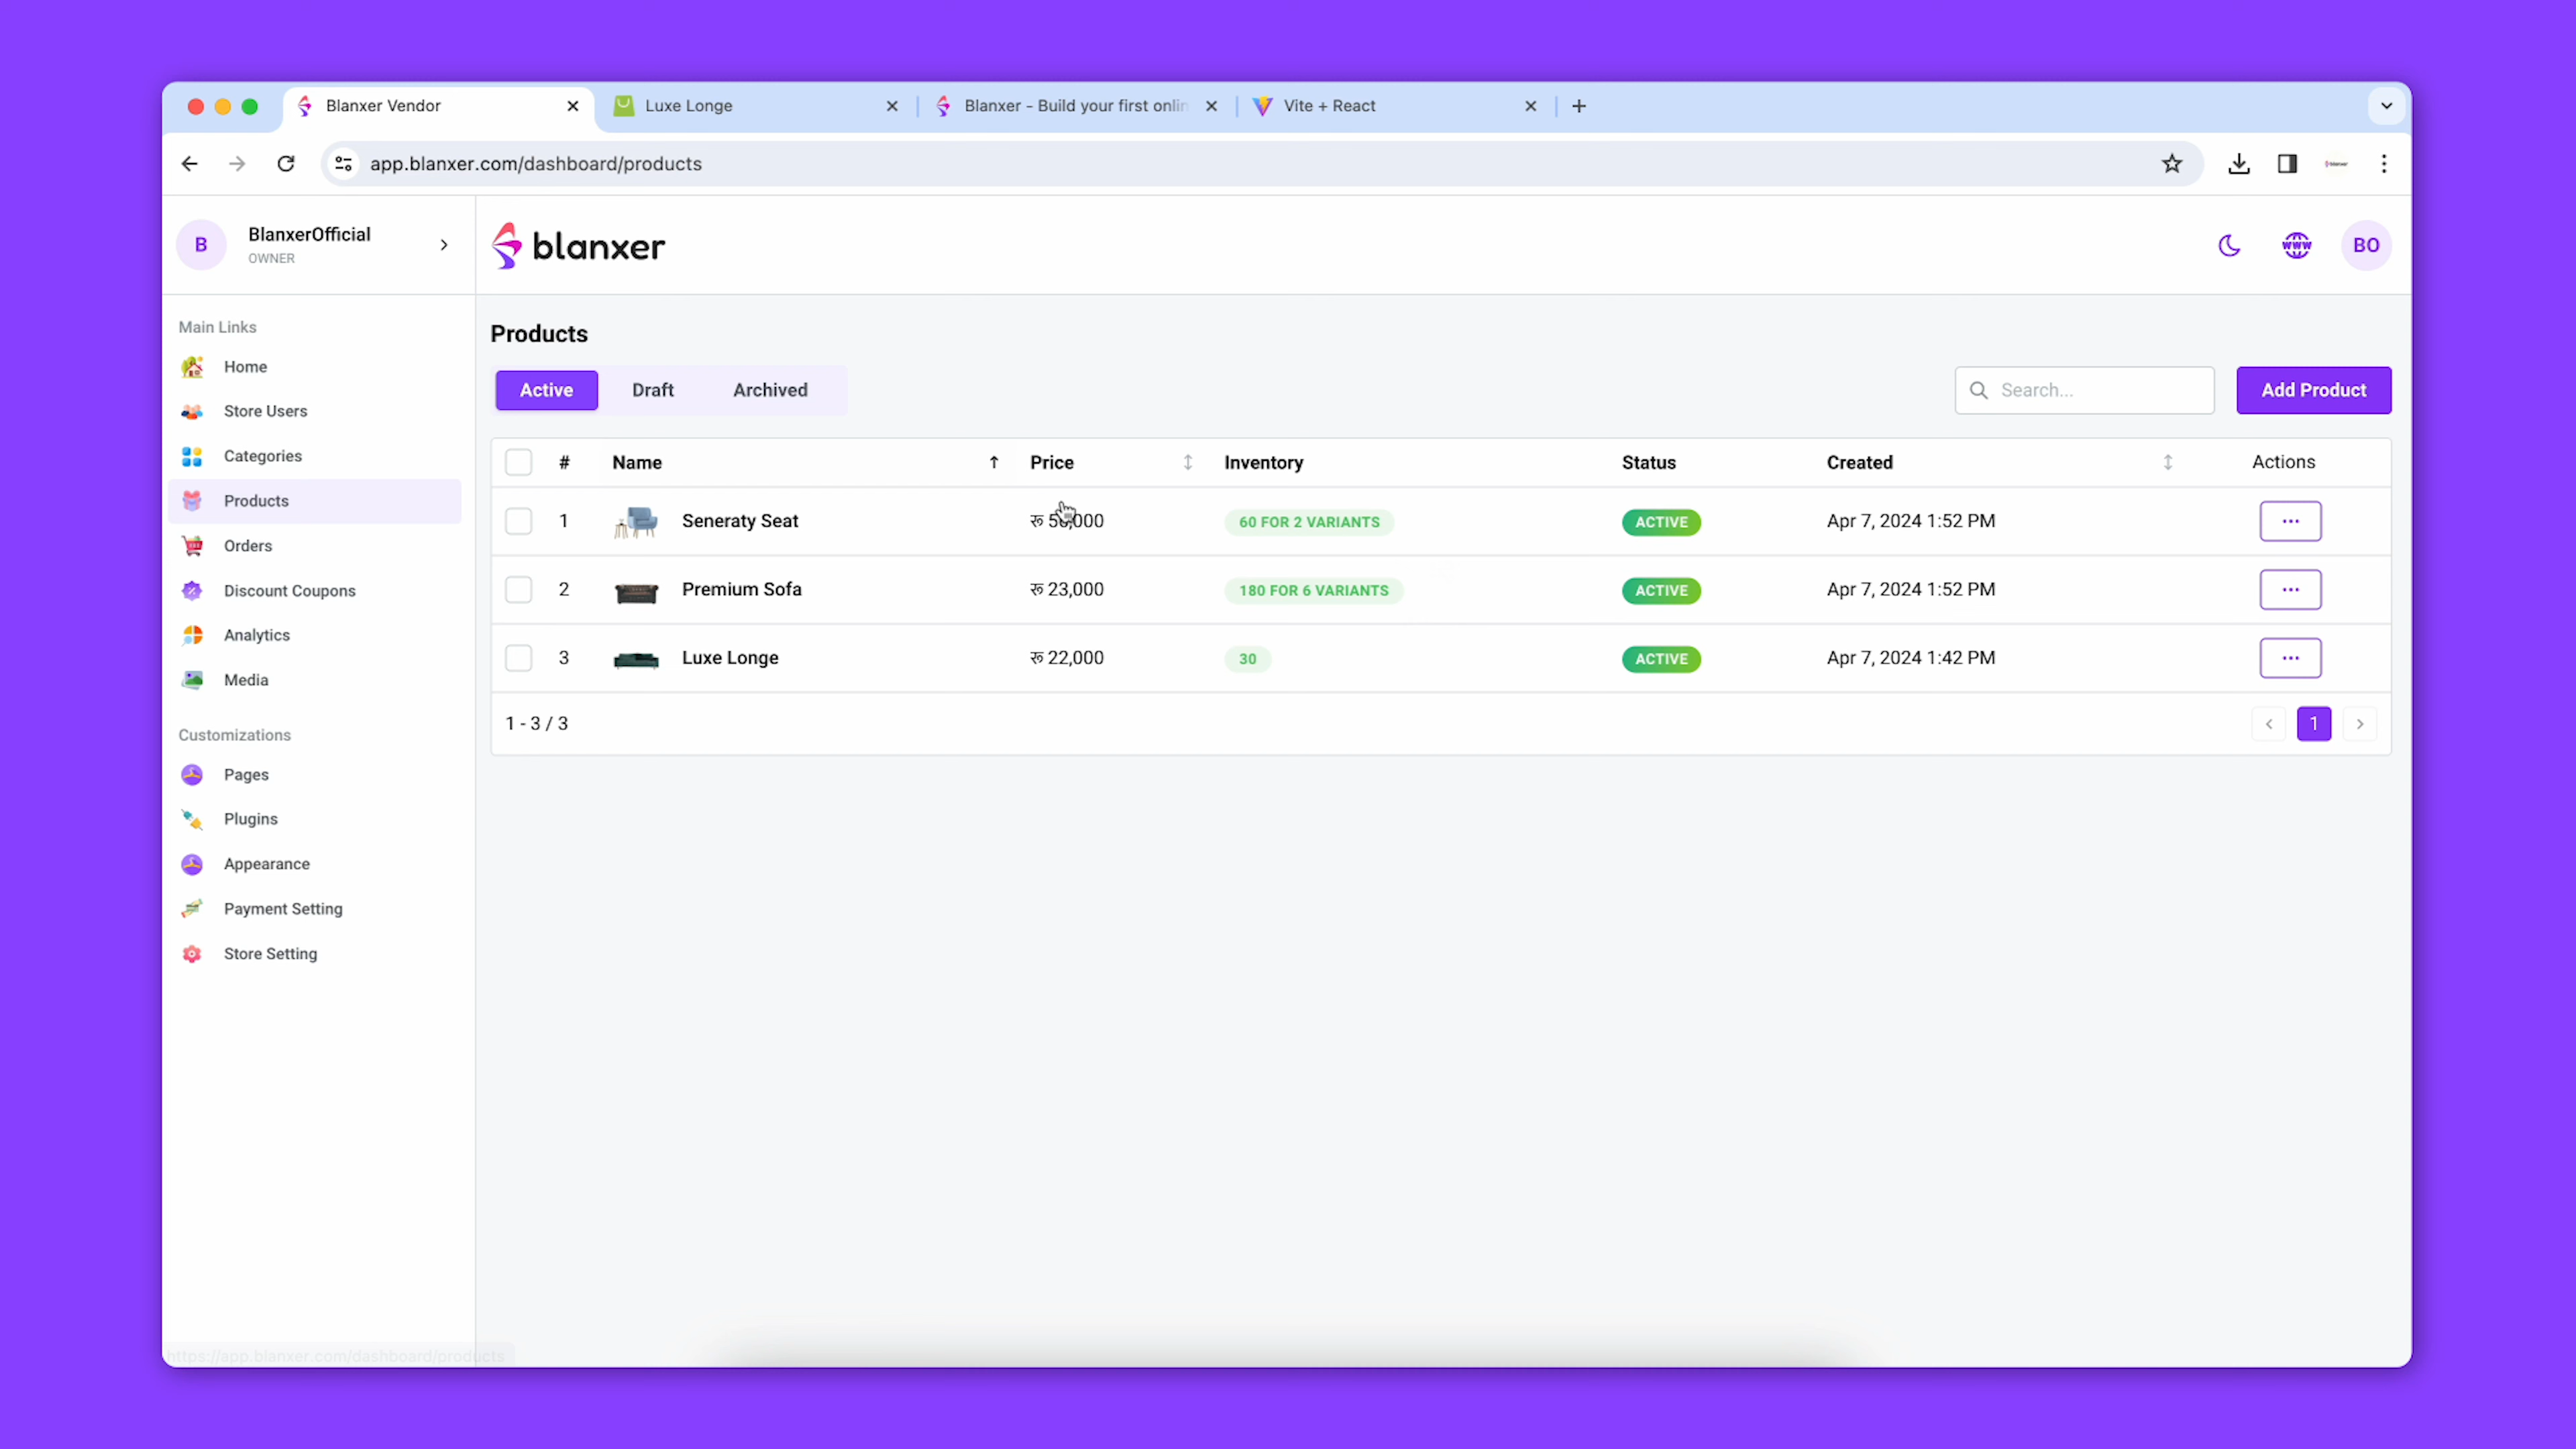 Blanxer Vendor
Luxe Longe
Blanxer - Build your first onlin
Vite + React
app.blanxer.com/dashboard/products
B
BlanxerOfficial
OWNER
blanxer
BO
Main Links
Home
Store Users
Categories
Products
Orders
Discount Coupons
Analytics
Media
Customizations
Pages
Plugins
Appearance
Payment Setting
Store Setting
Products
Active Draft Archived
Search...
Add Product
# Name Price Inventory Status Created Actions
1 Seneraty Seat रू 50,000 60 FOR 2 VARIANTS ACTIVE Apr 7, 2024 1:52 PM
2 Premium Sofa रू 23,000 180 FOR 6 VARIANTS ACTIVE Apr 7, 2024 1:52 PM
3 Luxe Longe रू 22,000 30 ACTIVE Apr 7, 2024 1:42 PM
1 - 3 / 3
1
https://app.blanxer.com/dashboard/products